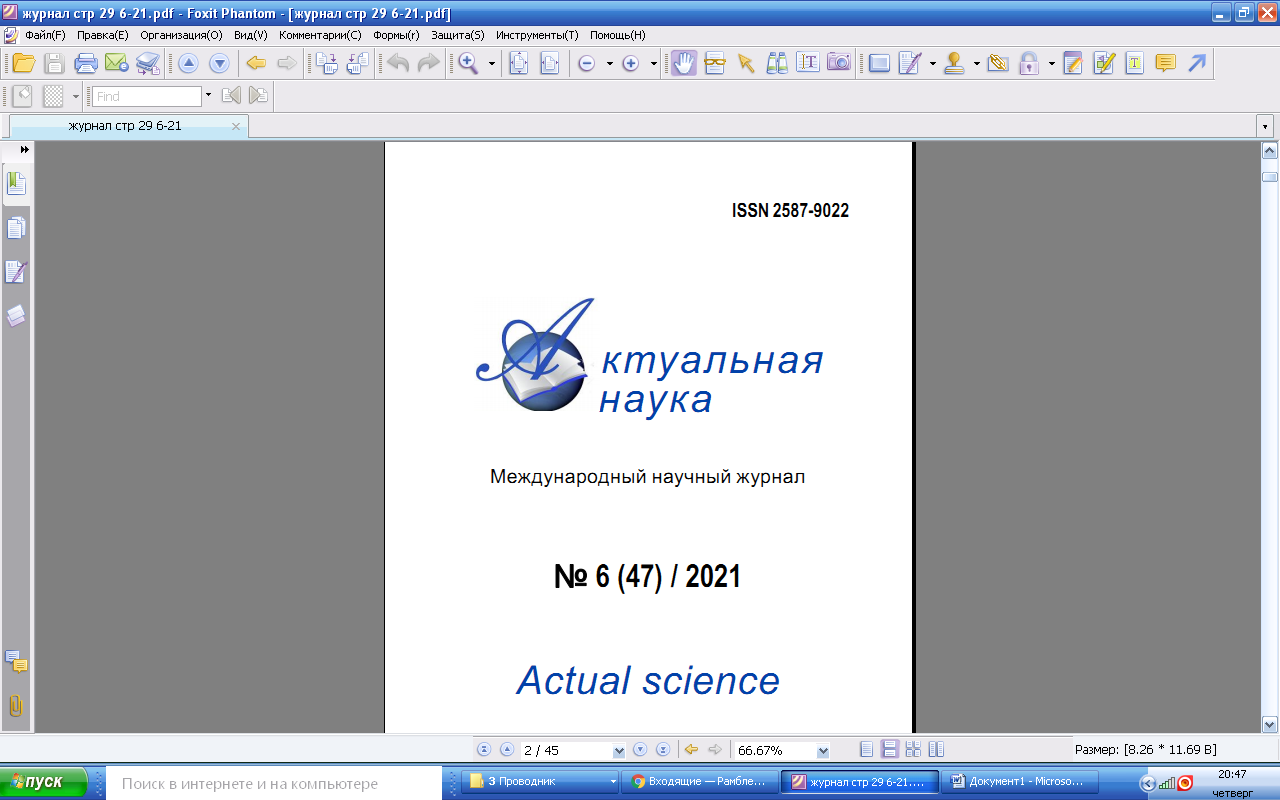 журнал стр 29 6-21.pdf - Foxit Phantom - [журнал стр 29 6-21.pdf]
Файл(F) Правка(E) Организация(O) Вид(V) Комментарии(C) Формы(r) Защита(S) Инструменты(T) Помощь(H)
Find
журнал стр 29 6-21
ISSN 2587-9022
Актуальная
наука
Международный научный журнал
№ 6 (47) / 2021
Actual science
2 / 45 66.67% Размер: [8.26 * 11.69 В]
пуск Поиск в интернете и на компьютере 3 Проводник Входящие — Рамбле... журнал стр 29 6-21.... Документ1 - Microso... 20:47
четверг